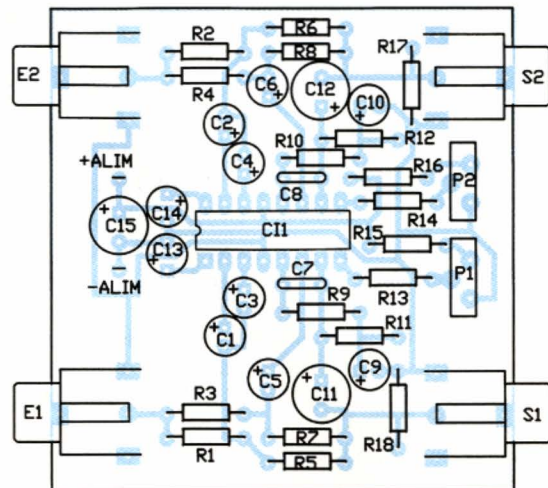 R6
R2
R8
R17
E2
C6
C12
S2
R4
C10
C2
R10
R12
+ALIM
C4
R16
P2
C8
C14
R14
C15
CI1
R15
C13
P1
-ALIM
C7
R13
C3
R9
C1
R11
C5
C9
C11
E1
R3
S1
R7
R18
R1
R5